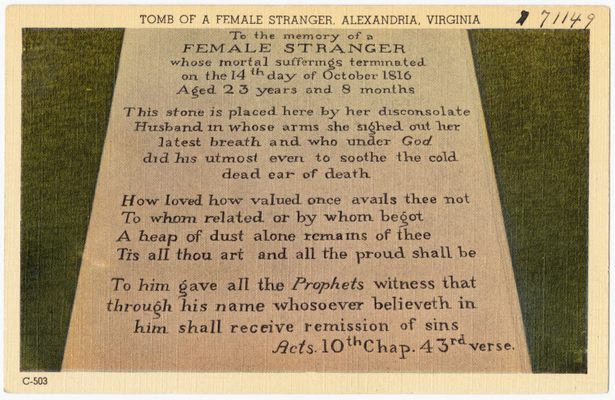 TOMB OF A FEMALE STRANGER, ALEXANDRIA, VIRGINIA
71149
To the memory of a
FEMALE STRANGER
whose mortal sufferings terminated
on the 14th day of October 1816
Aged 23 years and 8 months
This stone is placed here by her disconsolate
Husband in whose arms she sighed out her
latest breath and who under God
did his utmost even to soothe the cold
dead ear of death
How loved how valued once avails thee not
To whom related or by whom begot
A heap of dust alone remains of thee
Tis all thou art and all the proud shall be
To him gave all the Prophets witness that
through his name whosoever believeth in
him shall receive remission of sins
Acts. 10th Chap. 43rd verse.
C-503